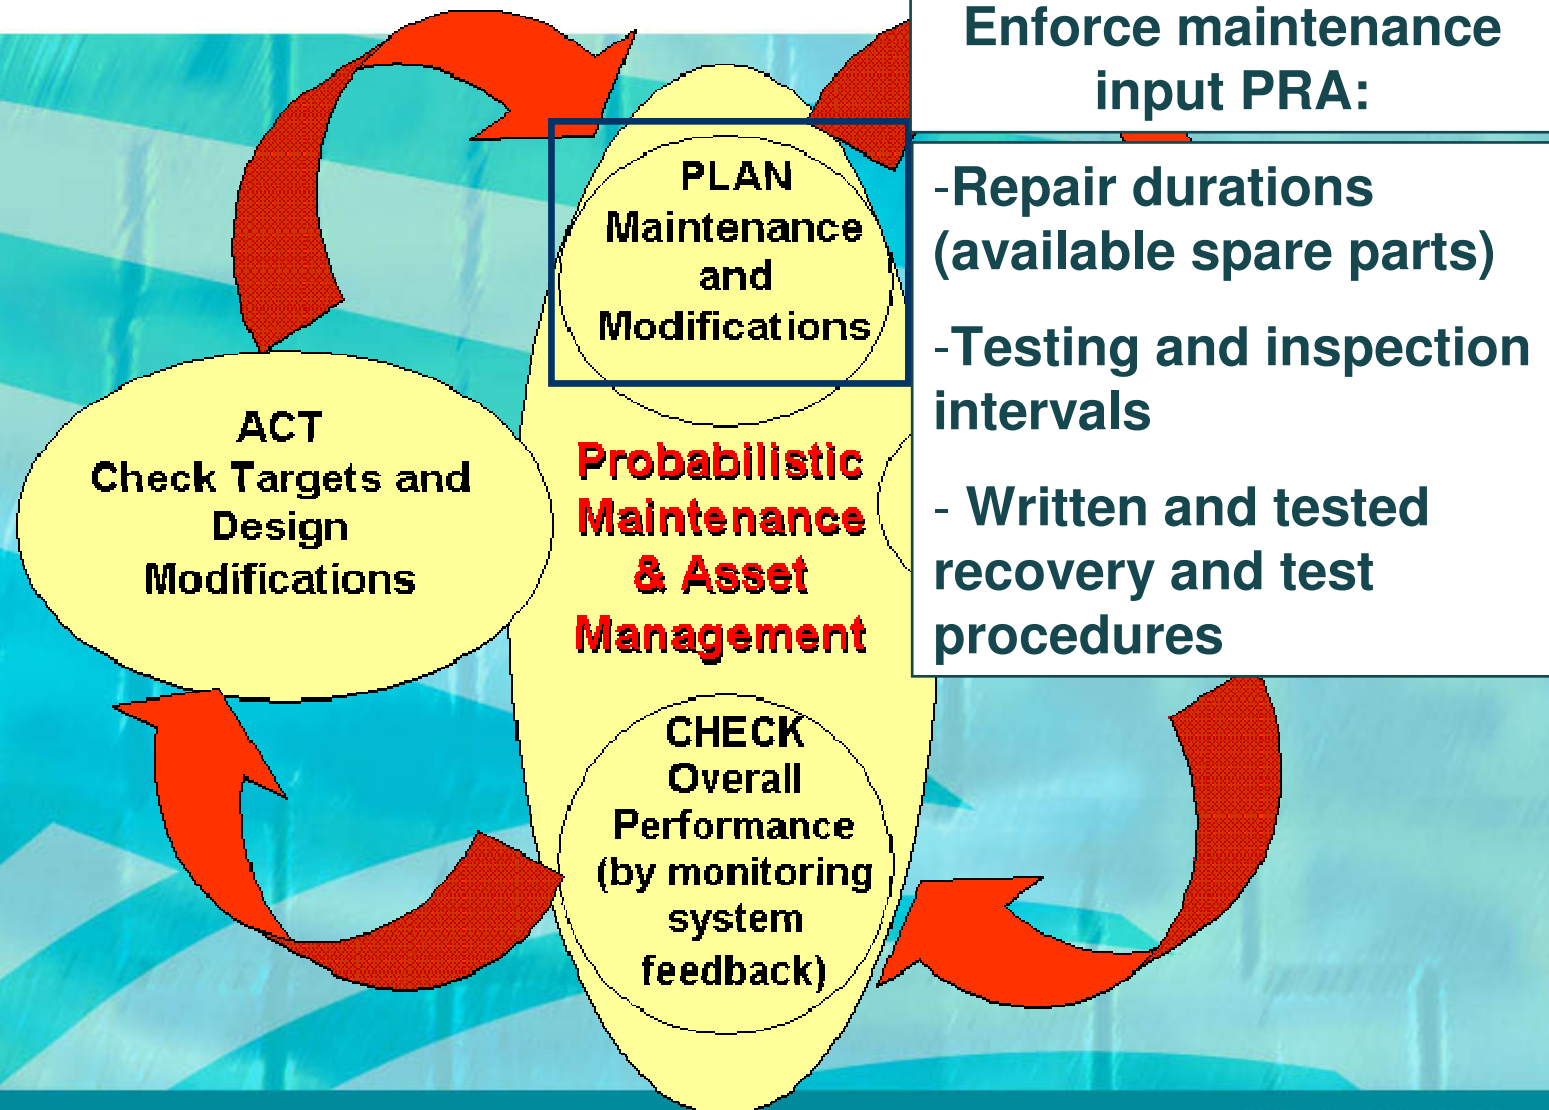 Enforce maintenance
input PRA:
PLAN
Maintenance
and
Modifications
-Repair durations
(available spare parts)
-Testing and inspection
intervals
- Written and tested
recovery and test
procedures
ACT
Check Targets and
Design
Modifications
Probabilistic
Maintenance
& Asset
Management
CHECK
Overall
Performance
(by monitoring
system
feedback)